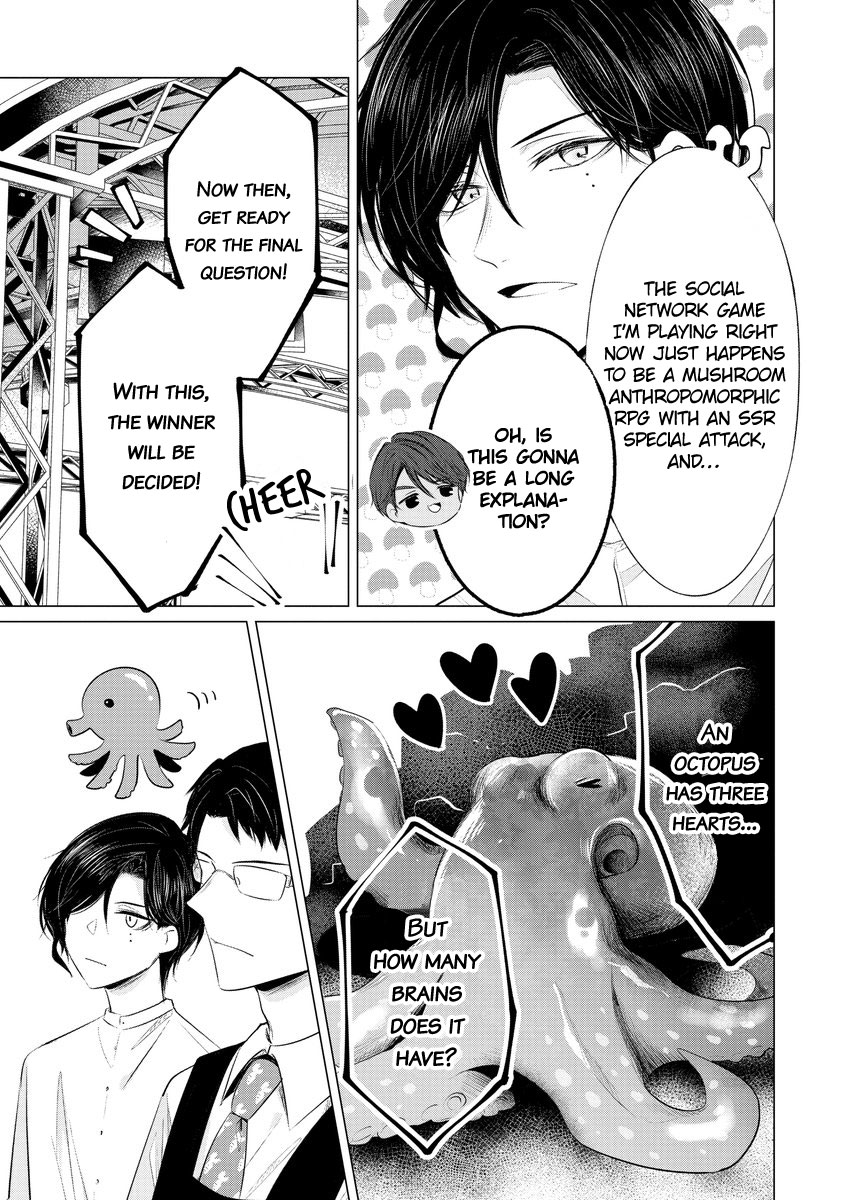 THE SOCIAL
NETWORK GAME
I'M PLAYING RIGHT
NOW JUST HAPPENS
TO BE A MUSHROOM
ANTHROPOMORPHIC
RPG WITH AN SSR
SPECIAL ATTACK,
AND...
OH, IS
THIS GONNA
BE A LONG
EXPLANA-
TION?
NOW THEN,
GET READY
FOR THE FINAL
QUESTION!
WITH THIS,
THE WINNER
WILL BE
DECIDED!
CHEER
AN
OCTOPUS
HAS THREE
HEARTS...
BUT
HOW MANY
BRAINS
DOES IT
HAVE?